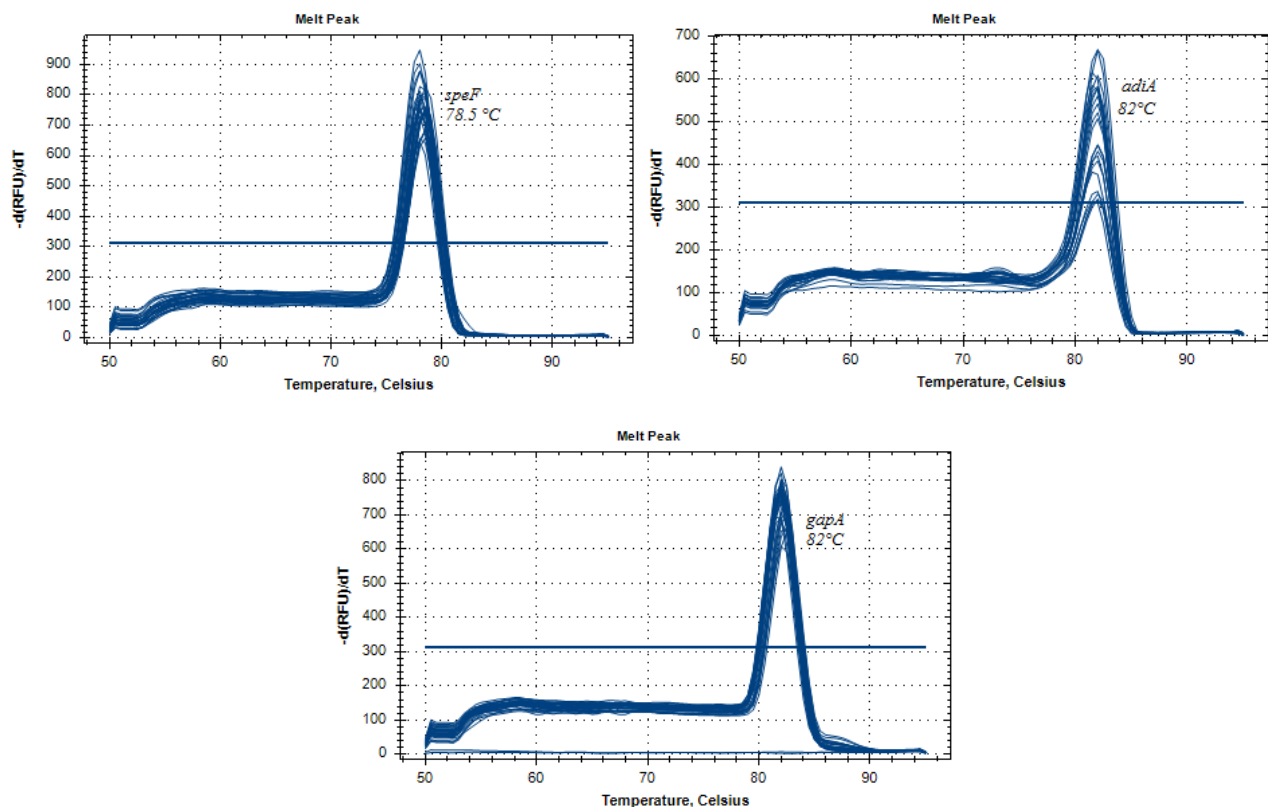 Melt Peak
-d(RFU)/dT
900
800
700
600
500
400
300
200
100
0
speF
78.5 °C
50
60
70
80
90
Temperature, Celsius
Melt Peak
-d(RFU)/dT
700
600
500
400
300
200
100
0
adiA
82°C
50
60
70
80
90
Temperature, Celsius
Melt Peak
-d(RFU)/dT
800
700
600
500
400
300
200
100
0
gapA
82°C
50
60
70
80
90
Temperature, Celsius